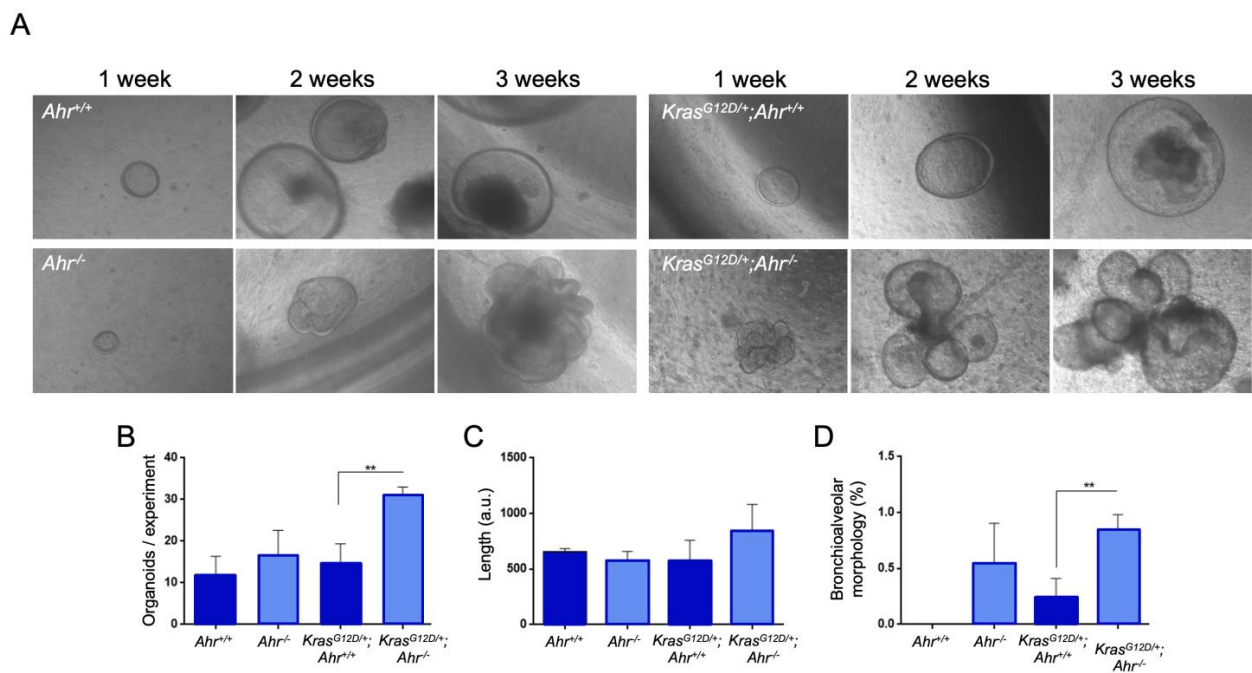 A
1 week 2 weeks 3 weeks 1 week 2 weeks 3 weeks
Ahr+/+ KrasG12D/+;Ahr+/+
Ahr-/- KrasG12D/+;Ahr-/-
B
Organoids / experiment
40
30
20
10
0
**
Ahr+/+ Ahr-/- KrasG12D/+; KrasG12D/+;
Ahr+/+ Ahr-/-
C
Length (a.u.)
1500
1000
500
0
Ahr+/+ Ahr-/- KrasG12D/+; KrasG12D/+;
Ahr+/+ Ahr-/-
D
Bronchioalveolar
morphology (%)
1.5
1.0
0.5
0.0
**
Ahr+/+ Ahr-/- KrasG12D/+; KrasG12D/+;
Ahr+/+ Ahr-/-